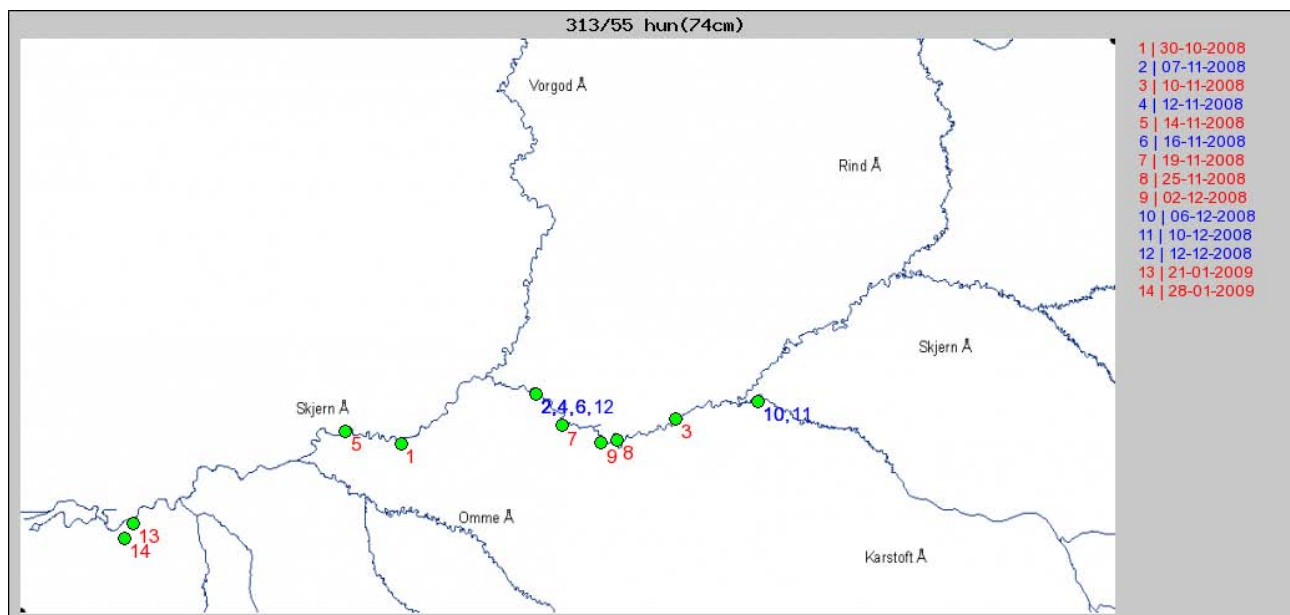 313/55 hun(74cm)
1 | 30-10-2008
2 | 07-11-2008
3 | 10-11-2008
4 | 12-11-2008
5 | 14-11-2008
6 | 16-11-2008
7 | 19-11-2008
8 | 25-11-2008
9 | 02-12-2008
10 | 06-12-2008
11 | 10-12-2008
12 | 12-12-2008
13 | 21-01-2009
14 | 28-01-2009
Vorgod Å
Rind Å
Skjern Å
Skjern Å
2,4,6,12
10,11
3
5
7
1
9
8
Omme Å
13
14
Karstoft Å